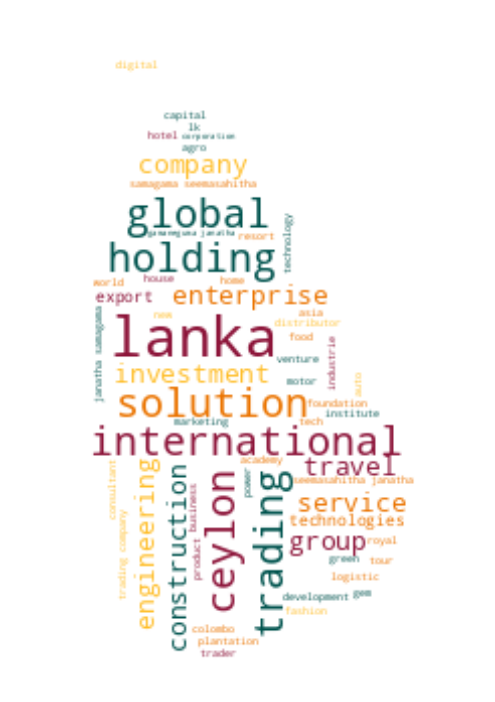 digital
capital
lk
hotel corporation
agro
company
samagama seemasahitha
global
technology
resort
holding
world house home
export enterprise
janatha samagama
new asia
distributor
lanka
food
industrie
venture
investment
motor
auto
solution
foundation
institute
marketing tech
international
academy travel
consultant
engineering
construction
ceylon
power
trading
seemasahitha janatha
business
service
technologies
trading company
product
group royal
green tour
logistic
development gem
fashion
colombo
plantation
trader